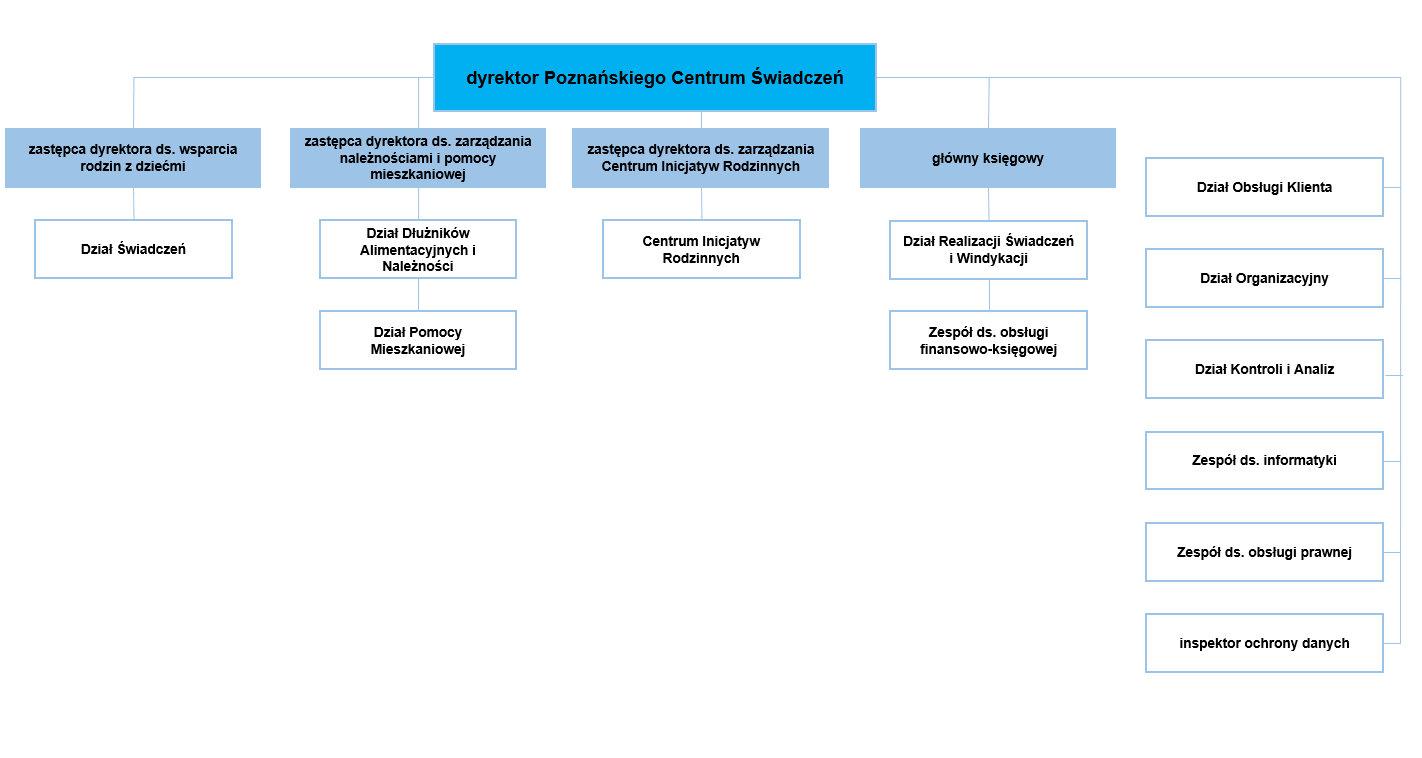 dyrektor Poznańskiego Centrum Świadczeń
zastępca dyrektora ds. wsparcia
rodzin z dziećmi
zastępca dyrektora ds. zarządzania
należnościami i pomocy
mieszkaniowej
zastępca dyrektora ds. zarządzania
Centrum Inicjatyw Rodzinnych
główny księgowy
Dział Świadczeń
Dział Dłużników
Alimentacyjnych i
Należności
Dział Pomocy
Mieszkaniowej
Centrum Inicjatyw
Rodzinnych
Dział Realizacji Świadczeń
i Windykacji
Zespół ds. obsługi
finansowo-księgowej
Dział Obsługi Klienta
Dział Organizacyjny
Dział Kontroli i Analiz
Zespół ds. informatyki
Zespół ds. obsługi prawnej
inspektor ochrony danych